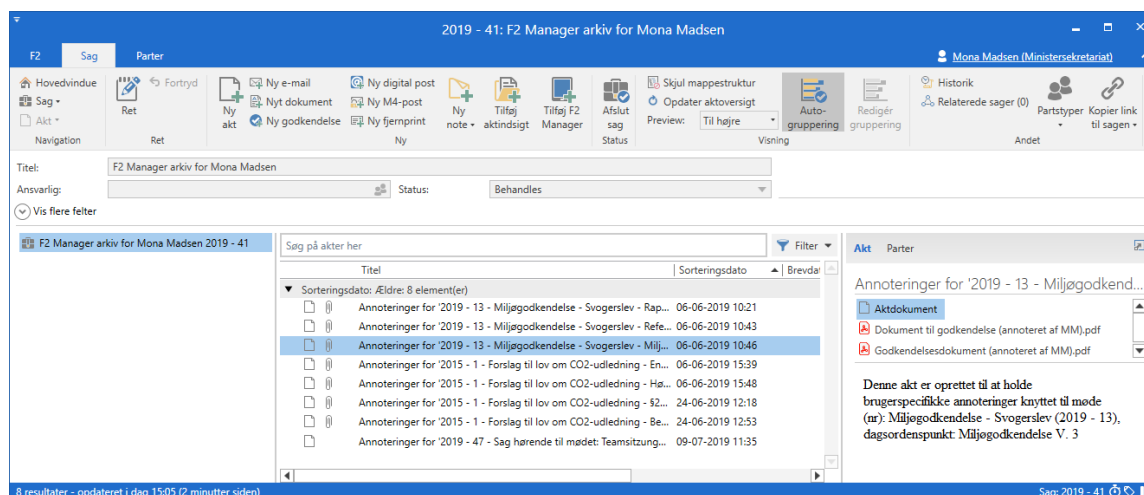 2019 - 41: F2 Manager arkiv for Mona Madsen
F2 Sag Parter Mona Madsen (Ministersekretariat)
Hovedvindue
Sag
Akt
Navigation
Ret
Fortryd
Ret
Ny akt
Ny e-mail
Nyt dokument
Ny godkendelse
Ny digital post
Ny M4-post
Ny fjernprint
Ny note
Tilføj aktindsigt
Tilføj F2 Manager
Ny
Afslut sag
Status
Skjul mappestruktur
Opdater aktoversigt
Preview: Til højre
Auto-gruppering
Redigér gruppering
Visning
Historik
Relaterede sager (0)
Partstyper
Kopier link til sagen
Andet
Titel: F2 Manager arkiv for Mona Madsen
Ansvarlig: Status: Behandles
Vis flere felter
F2 Manager arkiv for Mona Madsen 2019 - 41
Søg på akter her Filter
Titel Sorteringsdato Brevdat
Sorteringsdato: Ældre: 8 element(er)
Annoteringer for '2019 - 13 - Miljøgodkendelse - Svogerslev - Rap... 06-06-2019 10:21
Annoteringer for '2019 - 13 - Miljøgodkendelse - Svogerslev - Refe... 06-06-2019 10:43
Annoteringer for '2019 - 13 - Miljøgodkendelse - Svogerslev - Milj... 06-06-2019 10:46
Annoteringer for '2015 - 1 - Forslag til lov om CO2-udledning - En... 06-06-2019 15:39
Annoteringer for '2015 - 1 - Forslag til lov om CO2-udledning - Hø... 06-06-2019 15:48
Annoteringer for '2015 - 1 - Forslag til lov om CO2-udledning - §2... 24-06-2019 12:18
Annoteringer for '2015 - 1 - Forslag til lov om CO2-udledning - Be... 24-06-2019 12:53
Annoteringer for '2019 - 47 - Sag hørende til mødet: Teamsitzung... 09-07-2019 11:35
Akt Parter
Annoteringer for '2019 - 13 - Miljøgodkend...
Aktdokument
Dokument til godkendelse (annoteret af MM).pdf
Godkendelsesdokument (annoteret af MM).pdf
Denne akt er oprettet til at holde
brugerspecifikke annoteringer knyttet til møde
(nr): Miljøgodkendelse - Svogerslev (2019 - 13),
dagsordenspunkt: Miljøgodkendelse V. 3
8 resultater - opdateret i dag 15:05 (2 minutter siden) Sag: 2019 - 41